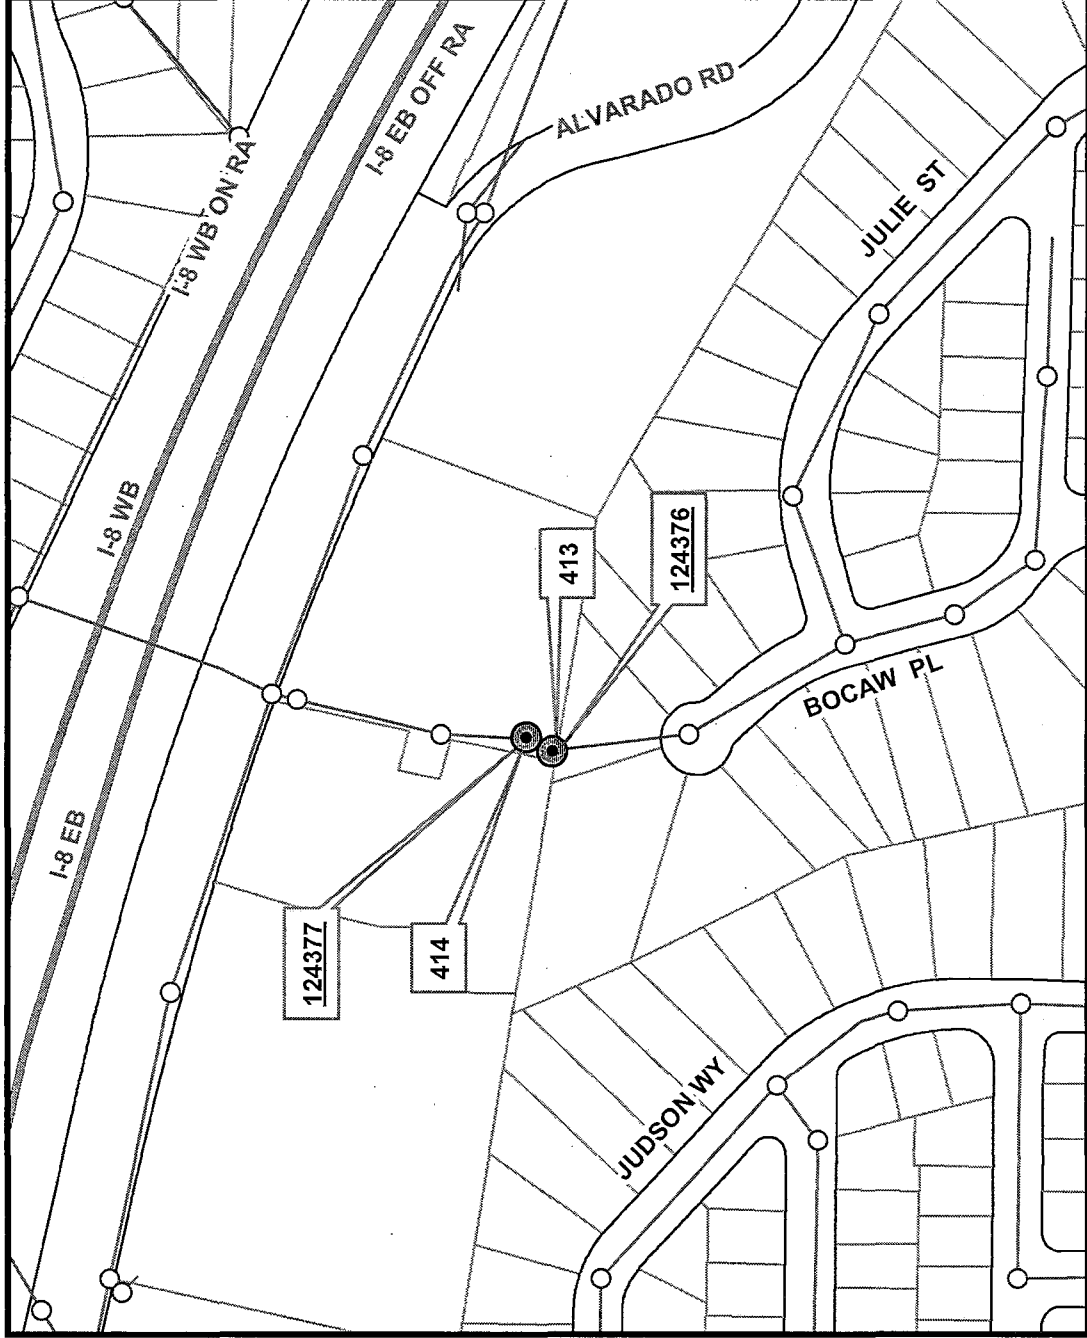 I-8 EB OFF RA
ALVARADO RD
I-8 WB ON RA
JULIE ST
I-8 WB
413
124376
BOCAW PL
I-8 EB
124377
414
JUDSON WY